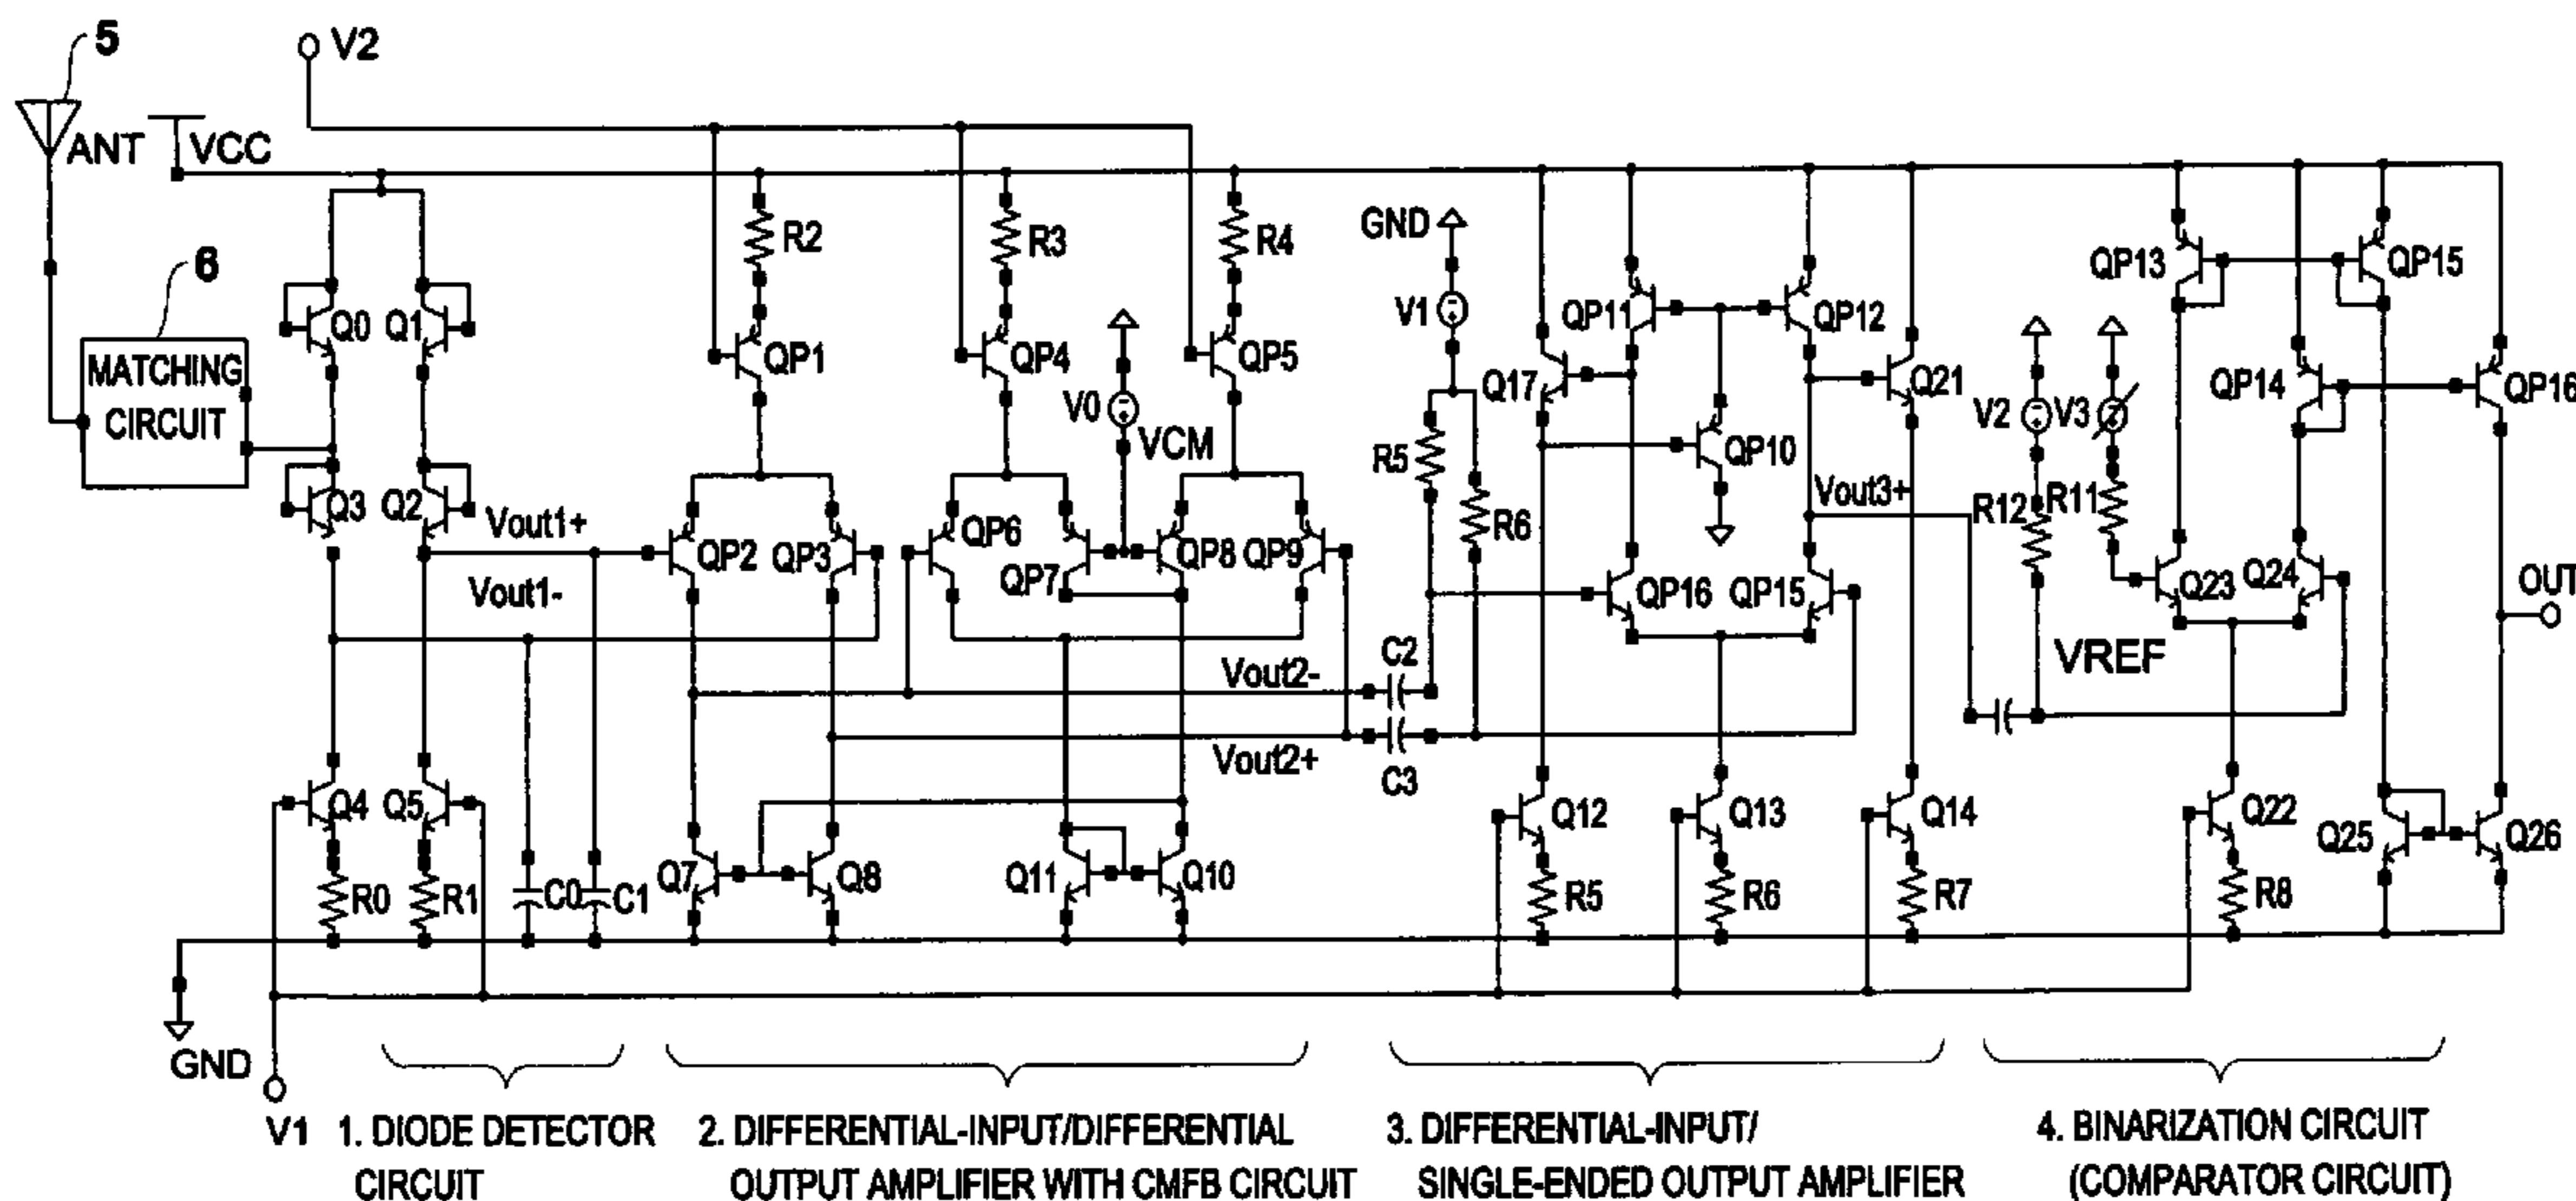 5
V2
ANT
VCC
6
MATCHING
CIRCUIT
Q0
Q1
Q3
Q2
Vout1+
Vout1-
Q4
Q5
R0
R1
C0
C1
GND
V1
R2
R3
R4
QP1
QP4
QP5
V0
VCM
QP2
QP3
QP6
QP7
QP8
QP9
Vout2-
Vout2+
Q7
Q8
Q11
Q10
GND
V1
R5
R6
C2
C3
QP11
QP12
Q17
Q21
QP10
Vout3+
QP16
QP15
Q12
Q13
Q14
R5
R6
R7
QP13
QP15
V2
V3
QP14
QP16
R12
R11
Q23
Q24
OUT
VREF
Q22
Q25
Q26
R8
1. DIODE DETECTOR
CIRCUIT
2. DIFFERENTIAL-INPUT/DIFFERENTIAL
OUTPUT AMPLIFIER WITH CMFB CIRCUIT
3. DIFFERENTIAL-INPUT/
SINGLE-ENDED OUTPUT AMPLIFIER
4. BINARIZATION CIRCUIT
(COMPARATOR CIRCUIT)